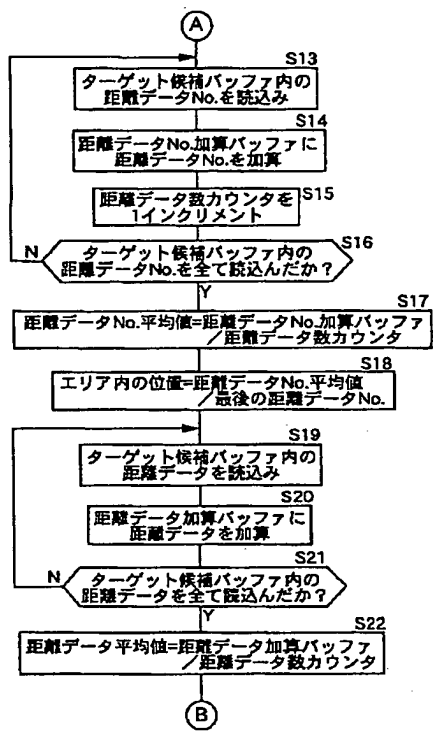 A
S13
ターゲット候補バッファ内の
距離データNo.を読込み
S14
距離データNo.加算バッファに
距離データNo.を加算
S15
距離データ数カウンタを
1インクリメント
S16
N
ターゲット候補バッファ内の
距離データNo.を全て読込んだか?
Y
S17
距離データNo.平均値=距離データNo.加算バッファ
/距離データ数カウンタ
S18
エリア内の位置=距離データNo.平均値
/最後の距離データNo.
S19
ターゲット候補バッファ内の
距離データを読込み
S20
距離データ加算バッファに
距離データを加算
S21
N
ターゲット候補バッファ内の
距離データを全て読込んだか?
Y
S22
距離データ平均値=距離データ加算バッファ
/距離データ数カウンタ
B